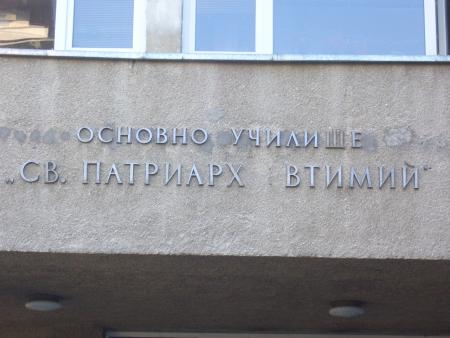 ОСНОВНО УЧИЛИЩЕ
„СВ. ПАТРИАРХ ВТИМИЙ“